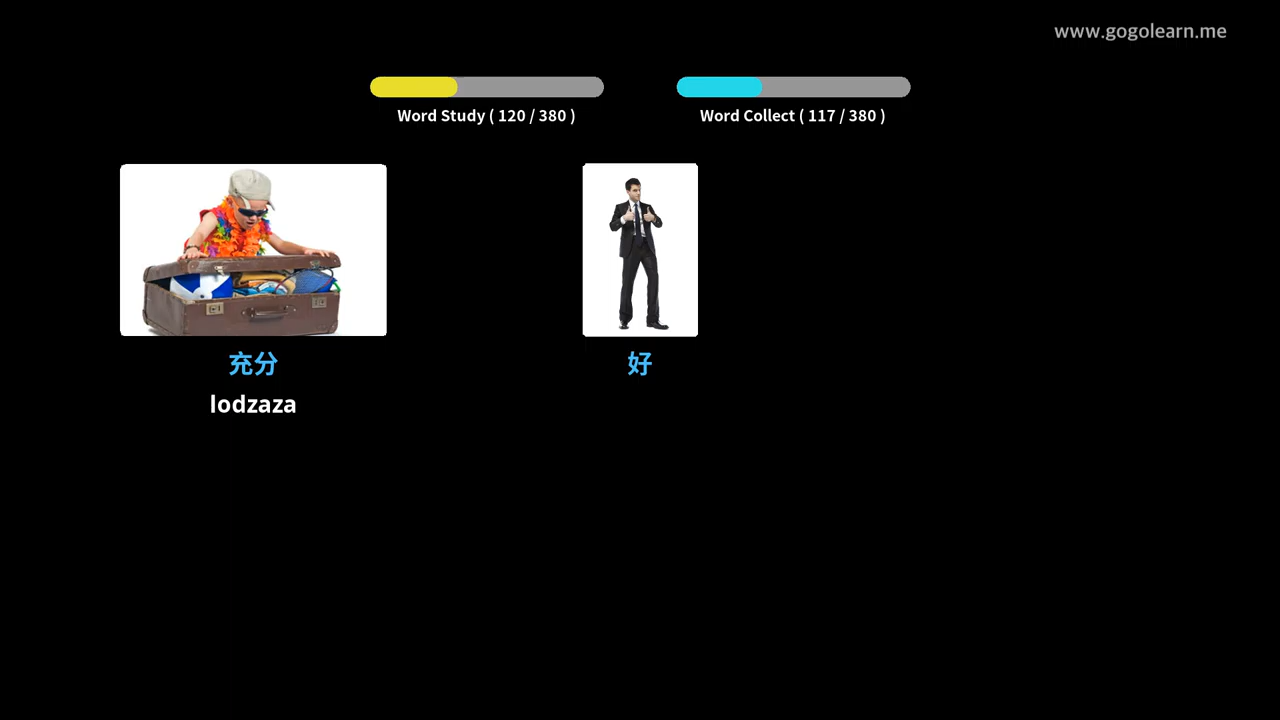 www.gogolearn.me
Word Study ( 120 / 380 )
Word Collect ( 117 / 380 )
充分
好
lodzaza